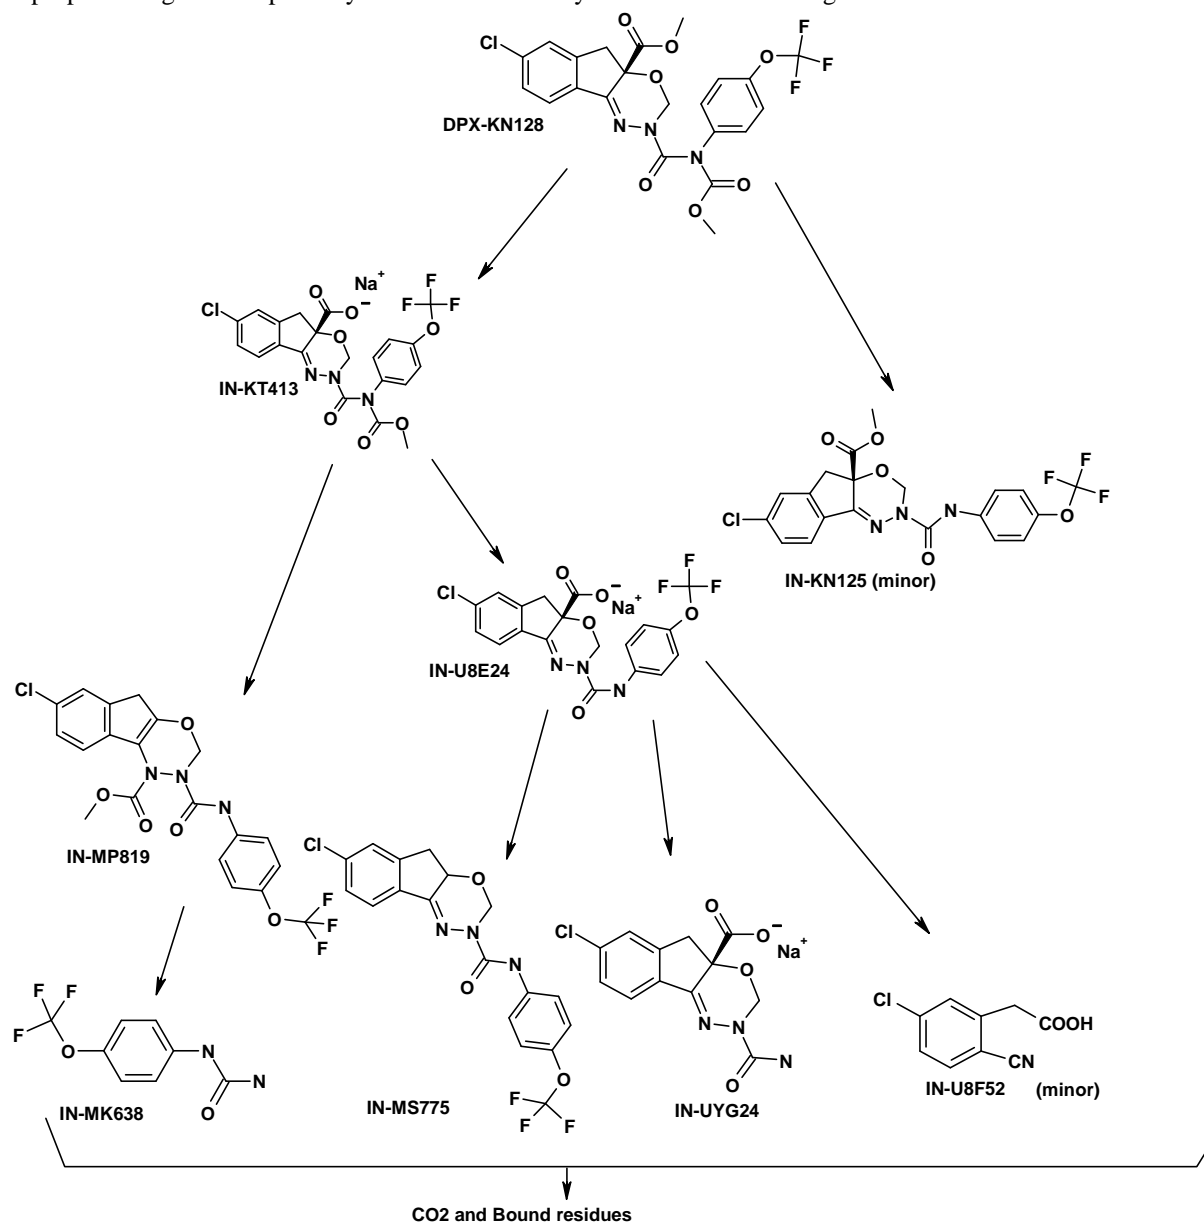 Cl
O
O
O
N
N
O
N
O
O
O
F
F
F
DPX-KN128
Cl
O
O−
Na+
O
N
N
O
N
O
O
O
F
F
F
IN-KT413
O
O
O
Cl
N
N
O
N
O
F
F
F
IN-KN125 (minor)
Cl
O
O−
Na+
O
N
N
O
N
O
F
F
F
IN-U8E24
Cl
O
N
N
O
O
O
N
O
F
F
F
IN-MP819
Cl
O
N
N
O
N
O
F
F
F
IN-MS775
Cl
O
O−
Na+
O
N
N
O
N
IN-UYG24
Cl
COOH
CN
IN-U8F52 (minor)
F
F
F
O
N
N
O
IN-MK638
CO2 and Bound residues